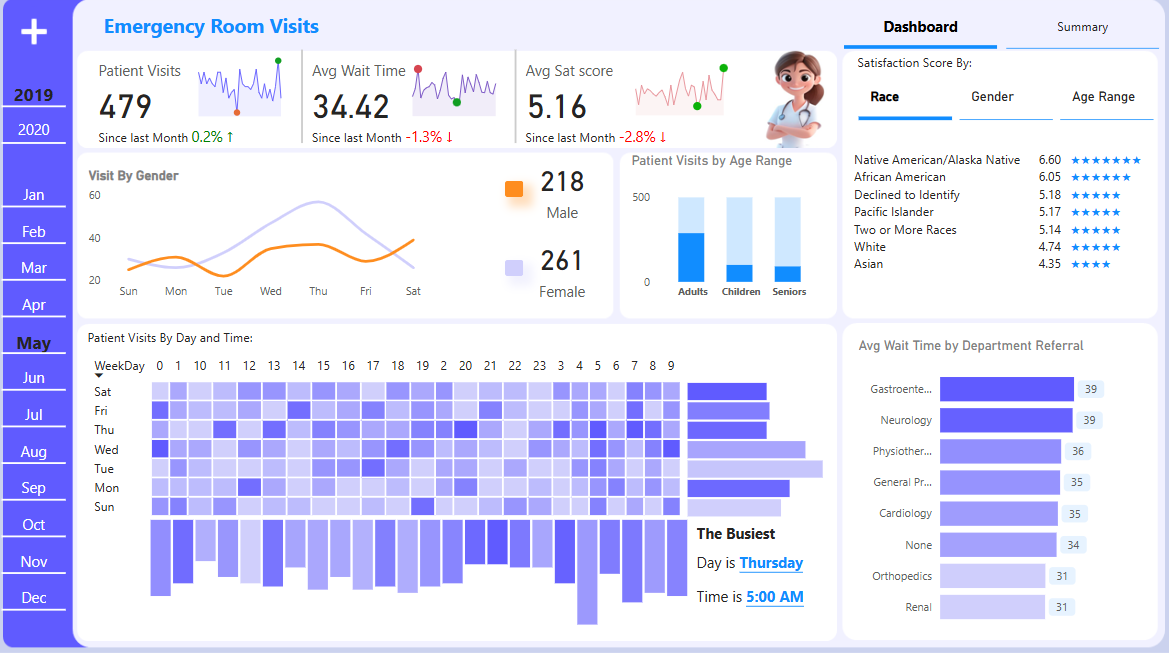 Emergency Room Visits
Dashboard
Summary
2019
2020
Jan
Feb
Mar
Apr
May
Jun
Jul
Aug
Sep
Oct
Nov
Dec
Patient Visits
479
Since last Month 0.2% ↑
Avg Wait Time
34.42
Since last Month -1.3% ↓
Avg Sat score
5.16
Since last Month -2.8% ↓
Satisfaction Score By:
Race
Gender
Age Range
Native American/Alaska Native 6.60 ★★★★★★★
African American 6.05 ★★★★★★
Declined to Identify 5.18 ★★★★★
Pacific Islander 5.17 ★★★★★
Two or More Races 5.14 ★★★★★
White 4.74 ★★★★★
Asian 4.35 ★★★★
Visit By Gender
60
40
20
Sun Mon Tue Wed Thu Fri Sat
218
Male
261
Female
Patient Visits by Age Range
500
0
Adults Children Seniors
Patient Visits By Day and Time:
WeekDay 0 1 10 11 12 13 14 15 16 17 18 19 2 20 21 22 23 3 4 5 6 7 8 9
Sat
Fri
Thu
Wed
Tue
Mon
Sun
The Busiest
Day is Thursday
Time is 5:00 AM
Avg Wait Time by Department Referral
Gastroente... 39
Neurology 39
Physiother... 36
General Pr... 35
Cardiology 35
None 34
Orthopedics 31
Renal 31